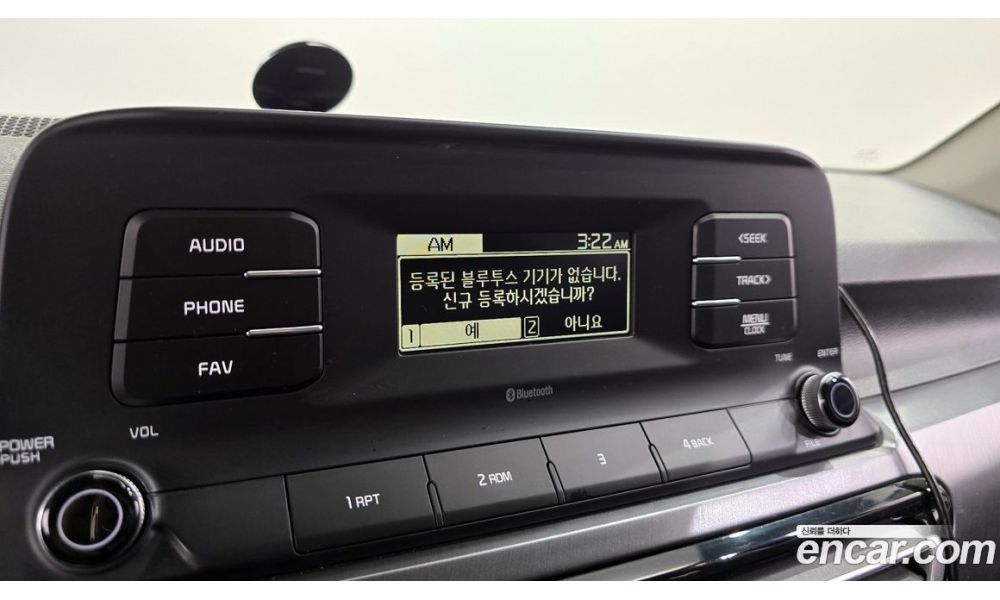 AUDIO
PHONE
FAV
AM 3:22 AM
등록된 블루투스 기기가 없습니다.
신규 등록하시겠습니까?
1 예 2 아니요
<SEEK
TRACK>
MENU
CLOCK
Bluetooth
TUNE ENTER
FILE
POWER
PUSH
VOL
1 RPT
2 RDM
3
4 BACK
신뢰를 더하다
encar.com